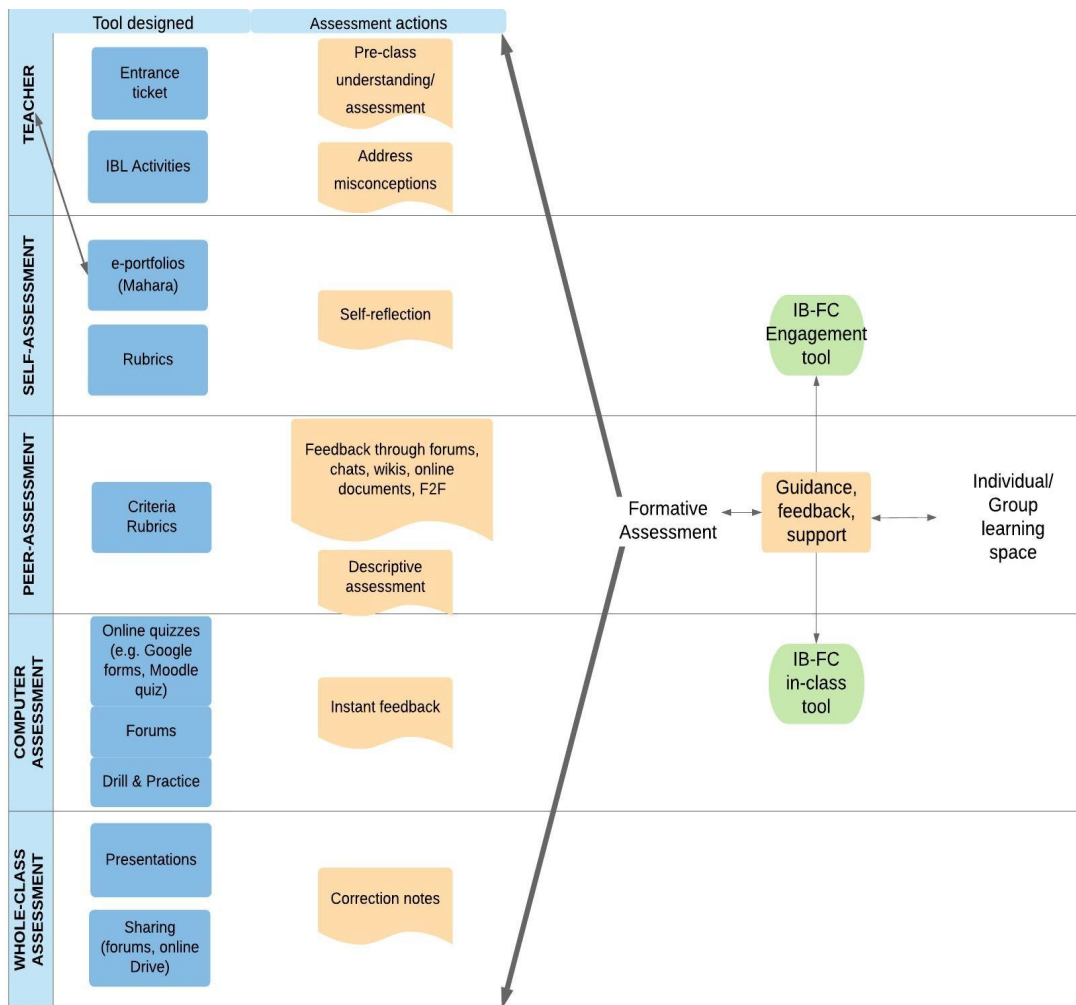 Tool designed
Assessment actions
TEACHER
Entrance
ticket
IBL Activities
Pre-class
understanding/
assessment
Address
misconceptions
SELF-ASSESSMENT
e-portfolios
(Mahara)
Rubrics
Self-reflection
IB-FC
Engagement
tool
PEER-ASSESSMENT
Criteria
Rubrics
Feedback through forums,
chats, wikis, online
documents, F2F
Descriptive
assessment
Formative
Assessment
Guidance,
feedback,
support
Individual/
Group
learning
space
COMPUTER
ASSESSMENT
Online quizzes
(e.g. Google
forms, Moodle
quiz)
Forums
Drill & Practice
Instant feedback
IB-FC
in-class
tool
WHOLE-CLASS
ASSESSMENT
Presentations
Sharing
(forums, online
Drive)
Correction notes